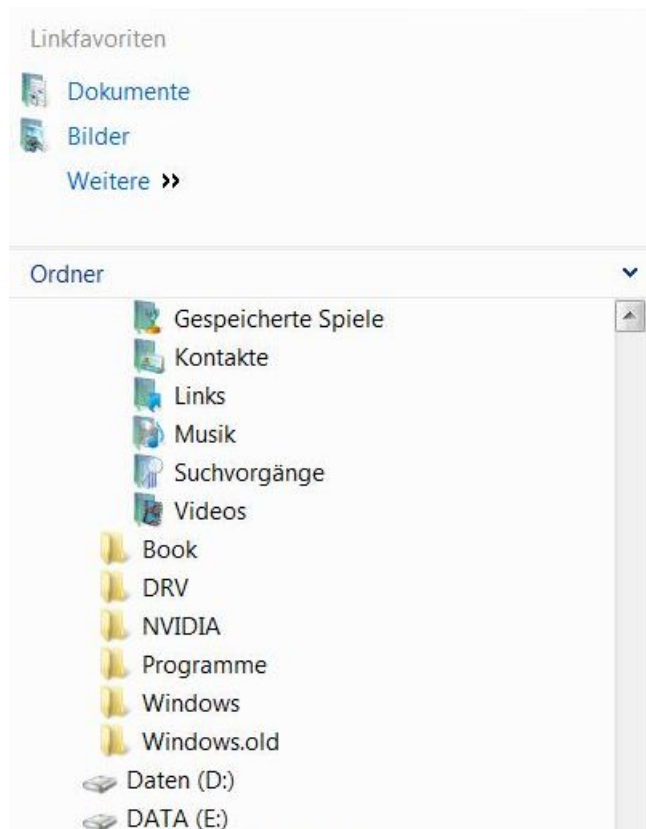 Linkfavoriten
Dokumente
Bilder
Weitere »
Ordner
Gespeicherte Spiele
Kontakte
Links
Musik
Suchvorgänge
Videos
Book
DRV
NVIDIA
Programme
Windows
Windows.old
Daten (D:)
DATA (E:)